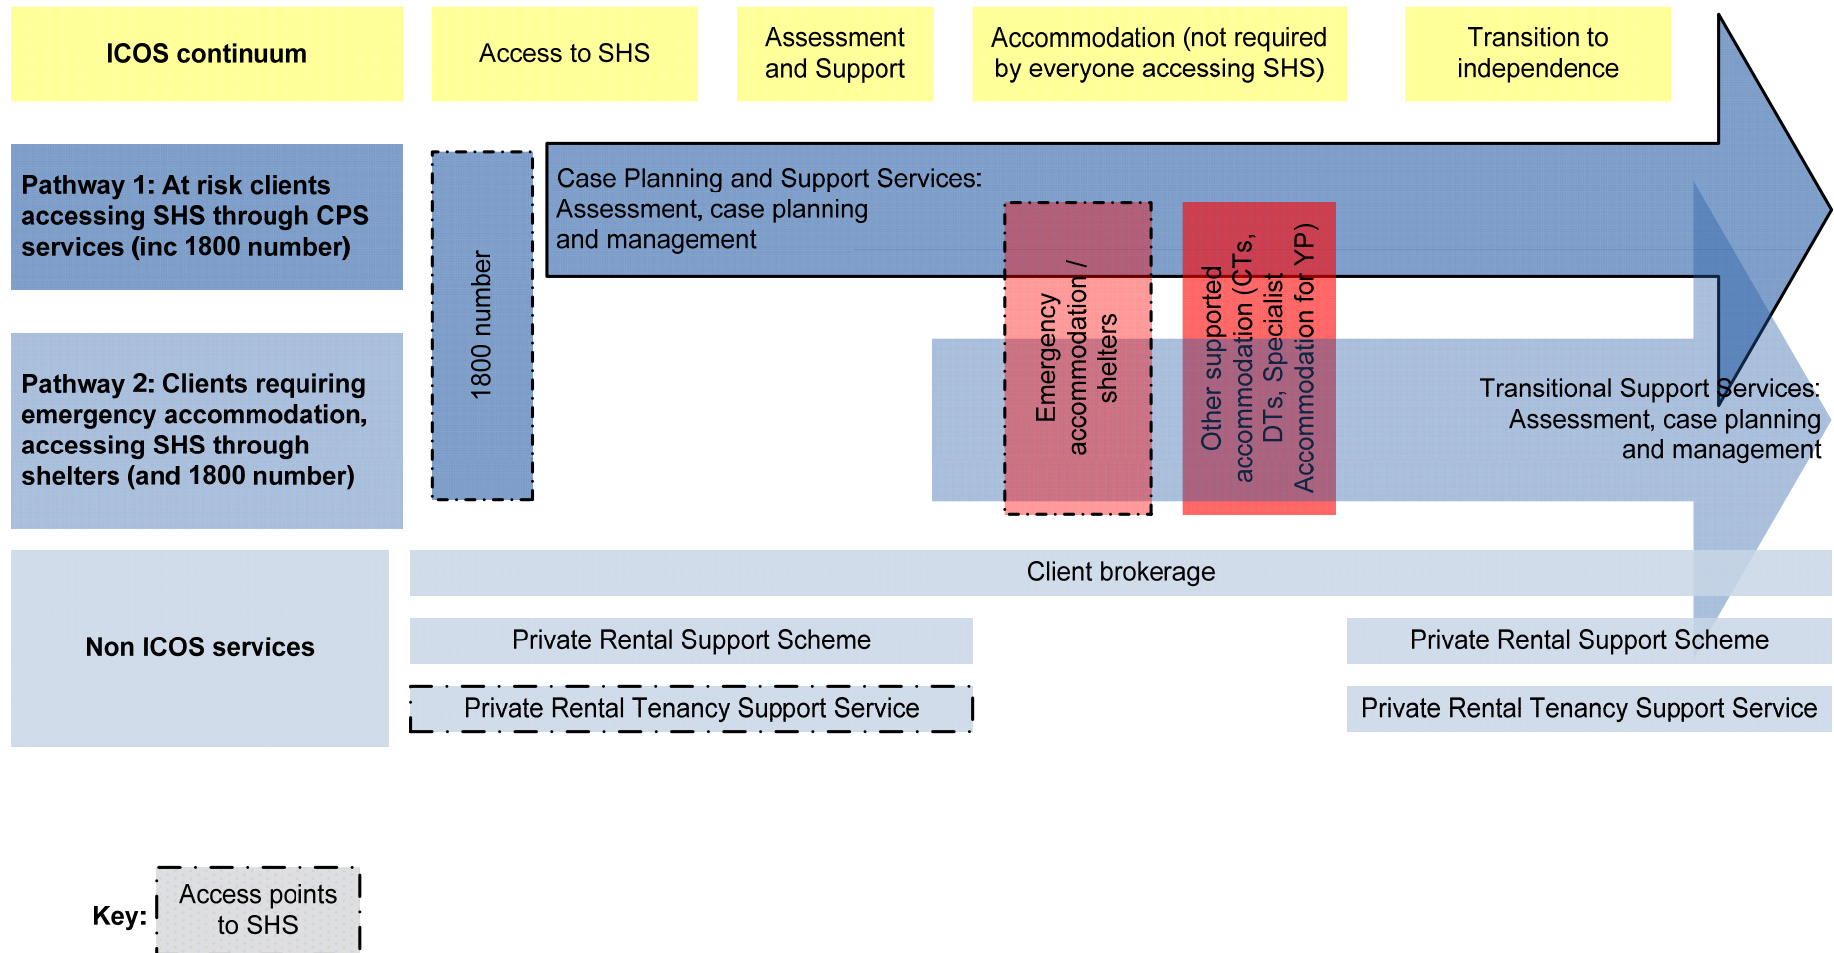 ICOS continuum
Access to SHS
Assessment
and Support
Accommodation (not required
by everyone accessing SHS)
Transition to
independence
Pathway 1: At risk clients
accessing SHS through CPS
services (inc 1800 number)
1800 number
Case Planning and Support Services:
Assessment, case planning
and management
Emergency
accommodation /
shelters
Other supported
accommodation (CTs,
DTs, Specialist
Accommodation for YP)
Pathway 2: Clients requiring
emergency accommodation,
accessing SHS through
shelters (and 1800 number)
Transitional Support Services:
Assessment, case planning
and management
Non ICOS services
Client brokerage
Private Rental Support Scheme
Private Rental Support Scheme
Private Rental Tenancy Support Service
Private Rental Tenancy Support Service
Key:
Access points
to SHS